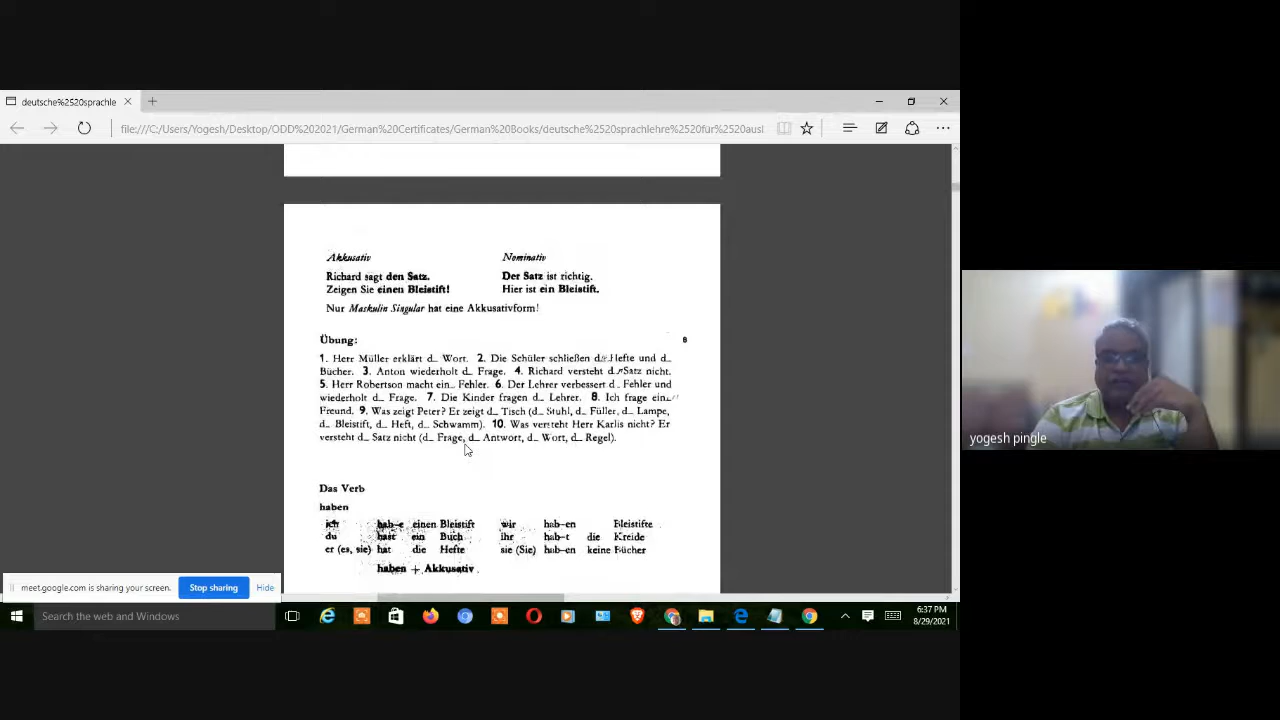 deutsche%2520sprachle
file:///C:/Users/Yogesh/Desktop/ODD%202021/German%20Certificates/German%20Books/deutsche%2520sprachlehre%2520für%2520ausl
Akkusativ Nominativ
Richard sagt den Satz. Der Satz ist richtig.
Zeigen Sie einen Bleistift! Hier ist ein Bleistift.
Nur Maskulin Singular hat eine Akkusativform!
Übung: 8
1. Herr Müller erklärt d_ Wort. 2. Die Schüler schließen Hefte und d_
Bücher. 3. Anton wiederholt d_ Frage. 4. Richard versteht d_ Satz nicht.
5. Herr Robertson macht ein_ Fehler. 6. Der Lehrer verbessert d_ Fehler und
wiederholt d_ Frage. 7. Die Kinder fragen d_ Lehrer. 8. Ich frage ein_
Freund. 9. Was zeigt Peter? Er zeigt d_ Tisch (d_ Stuhl, d_ Füller, d_ Lampe,
d_ Bleistift, d_ Heft, d_ Schwamm). 10. Was versteht Herr Karlis nicht? Er
versteht d_ Satz nicht (d_ Frage, d_ Antwort, d_ Wort, d_ Regel).
Das Verb
haben
ich hab-e einen Bleistift wir hab-en Bleistifte
du hast ein Buch ihr hab-t die Kreide
er (es, sie) hat die Hefte sie (Sie) hab-en keine Bücher
haben + Akkusativ
meet.google.com is sharing your screen. Stop sharing Hide
Search the web and Windows
6:37 PM
8/29/2021
yogesh pingle